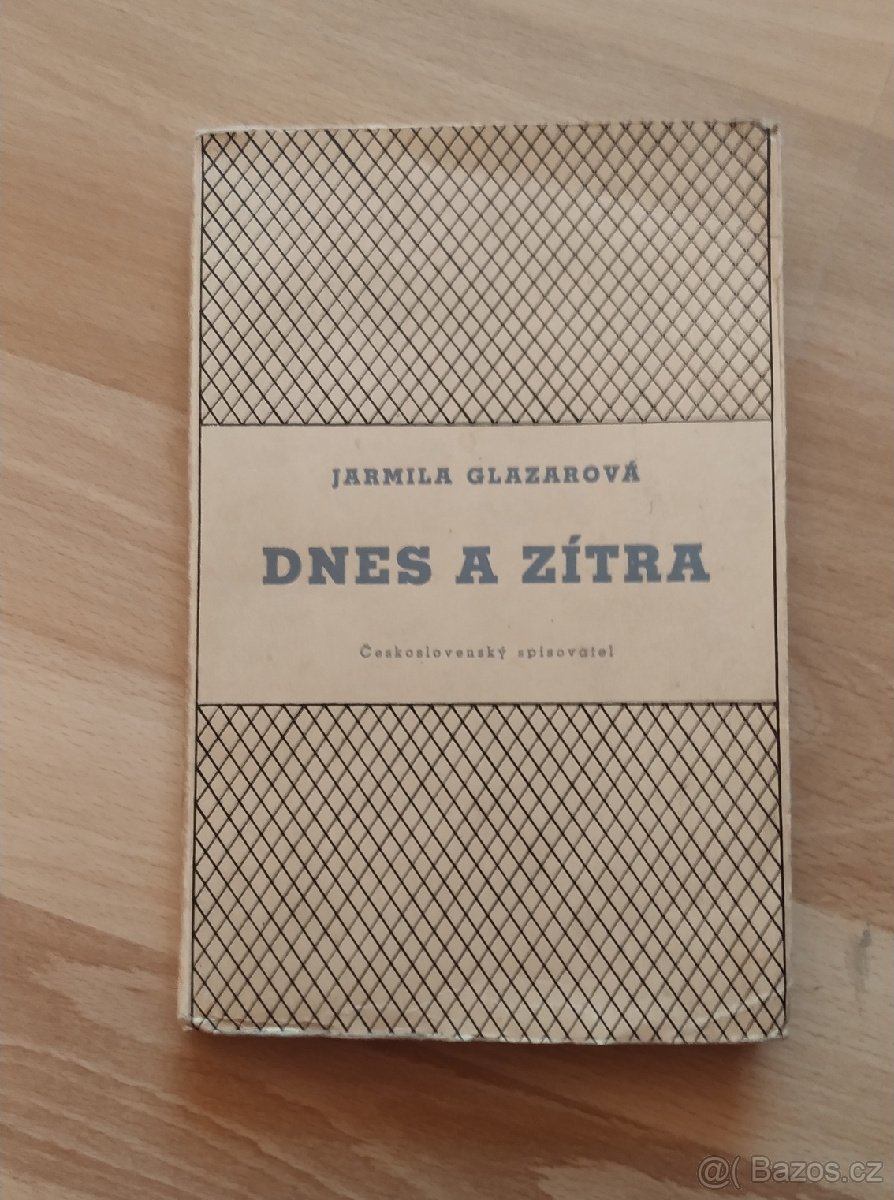 JARMILA GLAZAROVÁ
DNES A ZÍTRA
Československý spisovatel
@( Bazos.cz